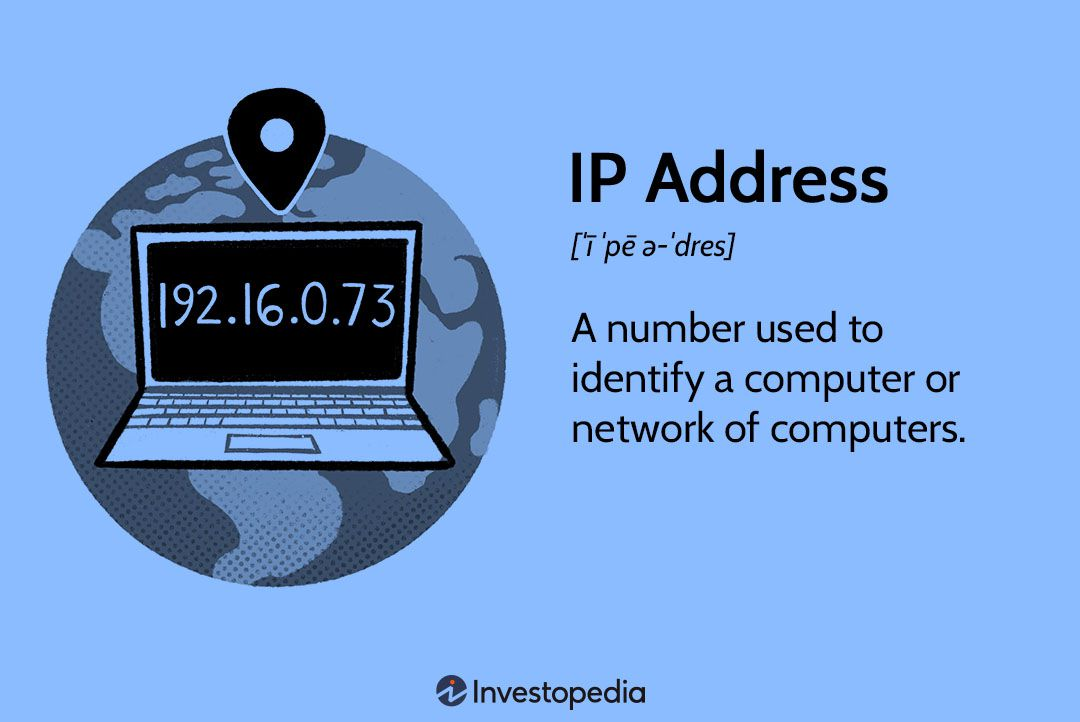 192.16.0.73
IP Address
[ˈī ˈpē ə-ˈdres]
A number used to
identify a computer or
network of computers.
Investopedia